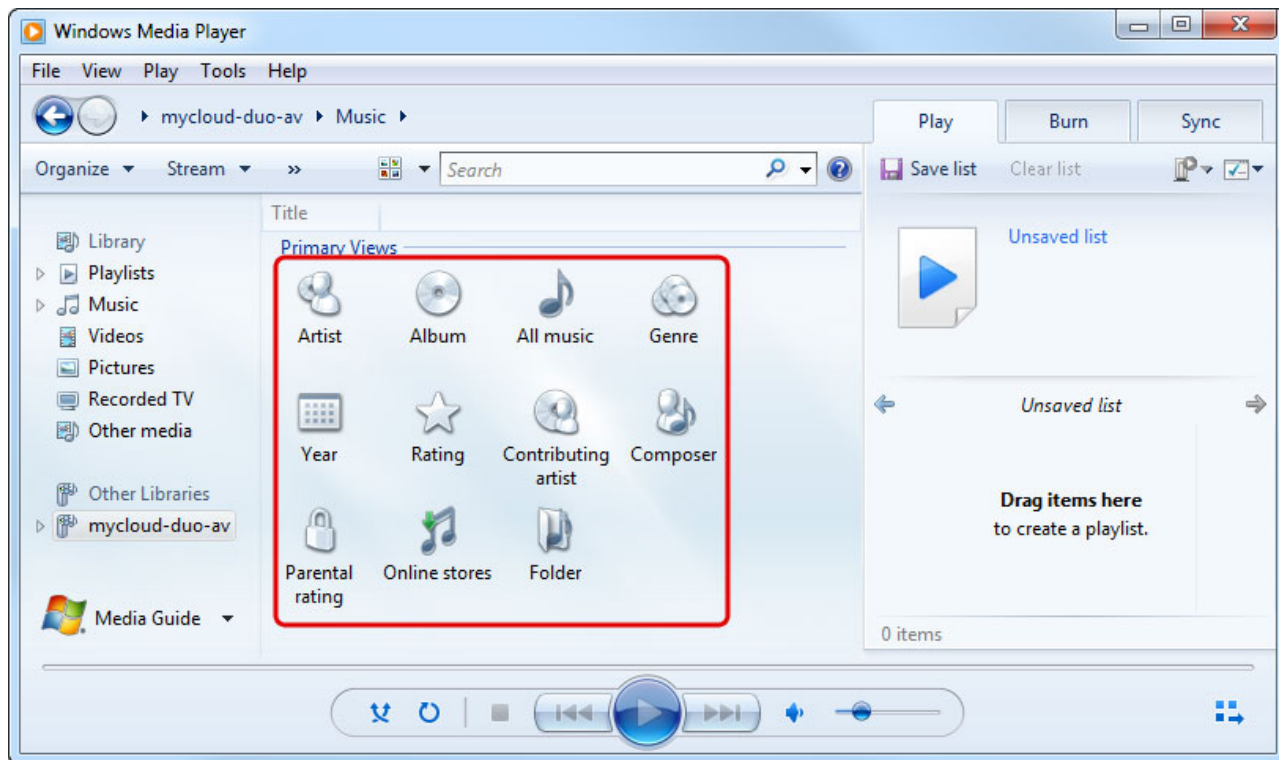 Windows Media Player
File View Play Tools Help
mycloud-duo-av Music
Play Burn Sync
Organize Stream » Search
Save list Clear list
Title
Primary Views
Library
Playlists
Music
Videos
Pictures
Recorded TV
Other media
Other Libraries
mycloud-duo-av
Media Guide
Artist Album All music Genre
Year Rating Contributing artist Composer
Parental rating Online stores Folder
Unsaved list
Unsaved list
Drag items here
to create a playlist.
0 items